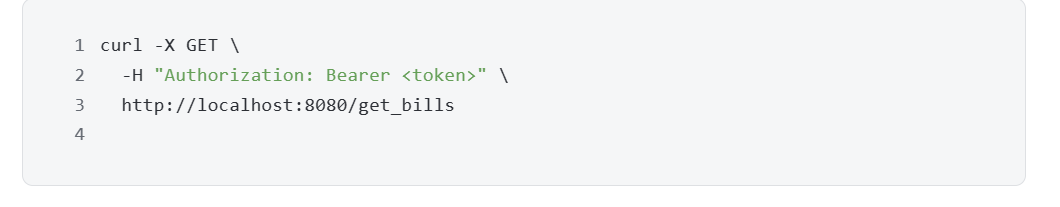 1 curl -X GET \
2 -H "Authorization: Bearer <token>" \
3 http://localhost:8080/get_bills
4